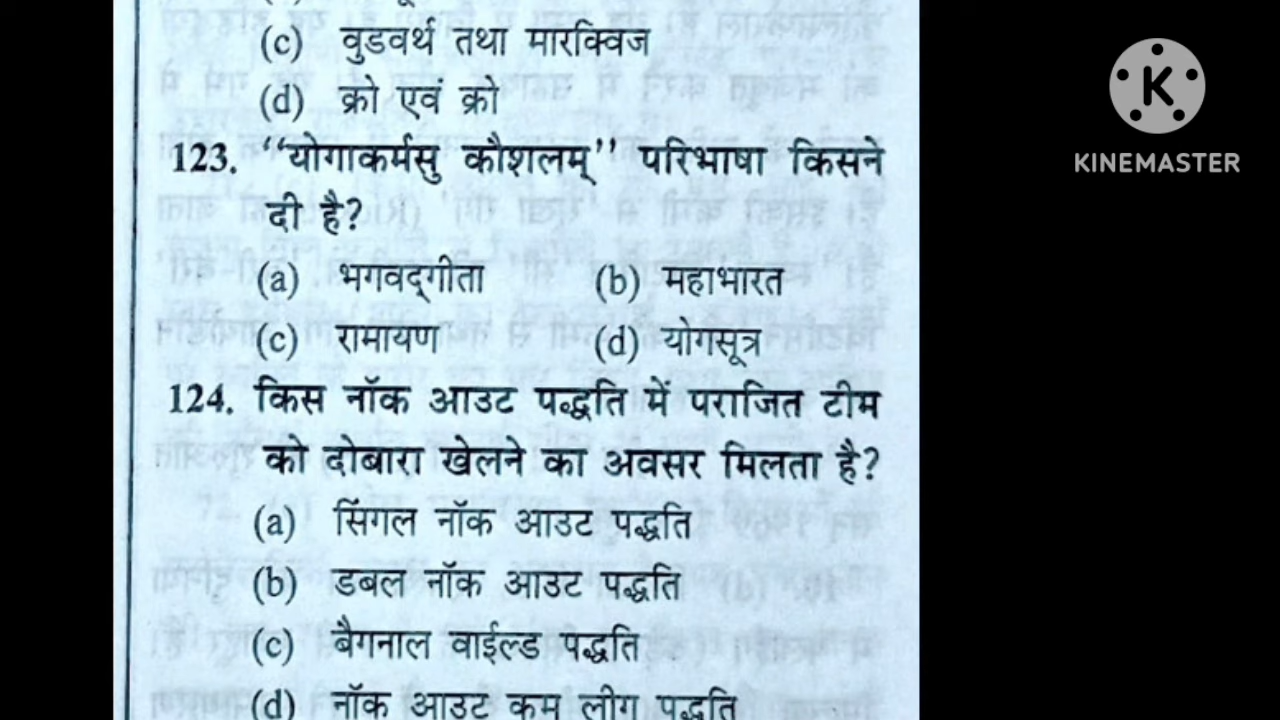 (c) वुडवर्थ तथा मारक्विज
(d) क्रो एवं क्रो
123. "योगाकर्मसु कौशलम्" परिभाषा किसने
दी है?
(a) भगवद्‌गीता (b) महाभारत
(c) रामायण (d) योगसूत्र
124. किस नॉक आउट पद्धति में पराजित टीम
को दोबारा खेलने का अवसर मिलता है?
(a) सिंगल नॉक आउट पद्धति
(b) डबल नॉक आउट पद्धति
(c) बैगनाल वाईल्ड पद्धति
(d) नॉक आउट कम लीग पद्धति
K
KINEMASTER